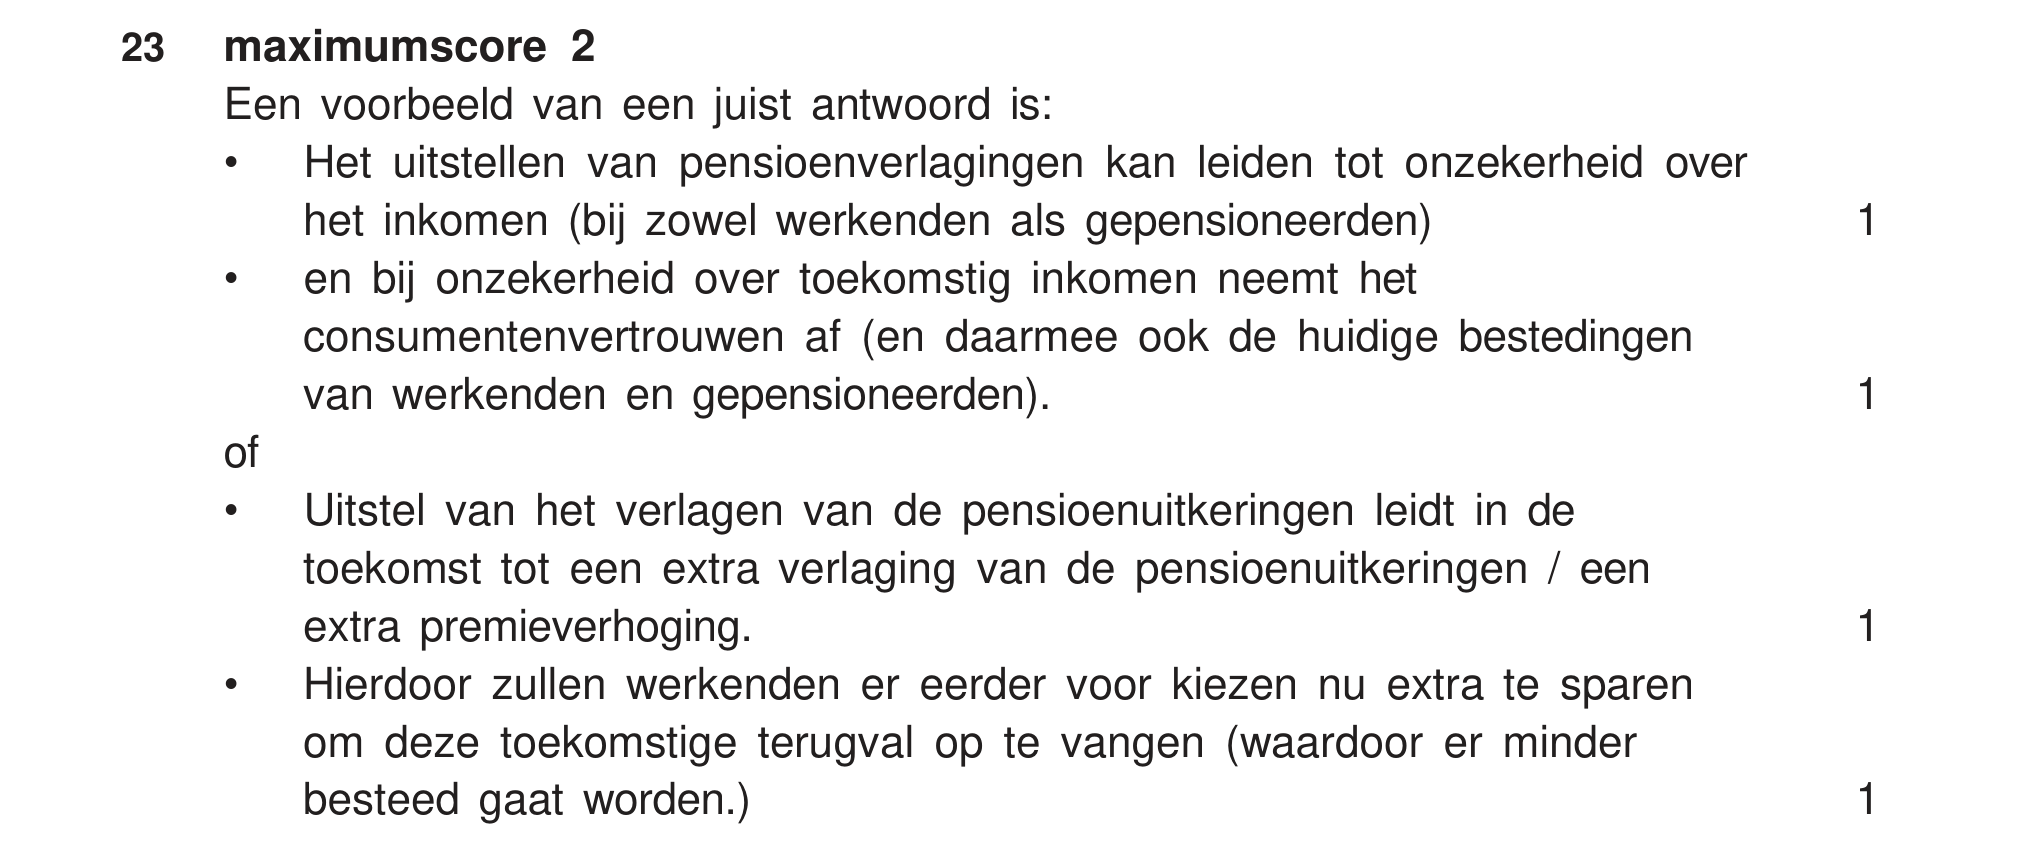 23 maximumscore 2
Een voorbeeld van een juist antwoord is:
• Het uitstellen van pensioenverlagingen kan leiden tot onzekerheid over
het inkomen (bij zowel werkenden als gepensioneerden) 1
• en bij onzekerheid over toekomstig inkomen neemt het
consumentenvertrouwen af (en daarmee ook de huidige bestedingen
van werkenden en gepensioneerden). 1
of
• Uitstel van het verlagen van de pensioenuitkeringen leidt in de
toekomst tot een extra verlaging van de pensioenuitkeringen / een
extra premieverhoging. 1
• Hierdoor zullen werkenden er eerder voor kiezen nu extra te sparen
om deze toekomstige terugval op te vangen (waardoor er minder
besteed gaat worden.) 1